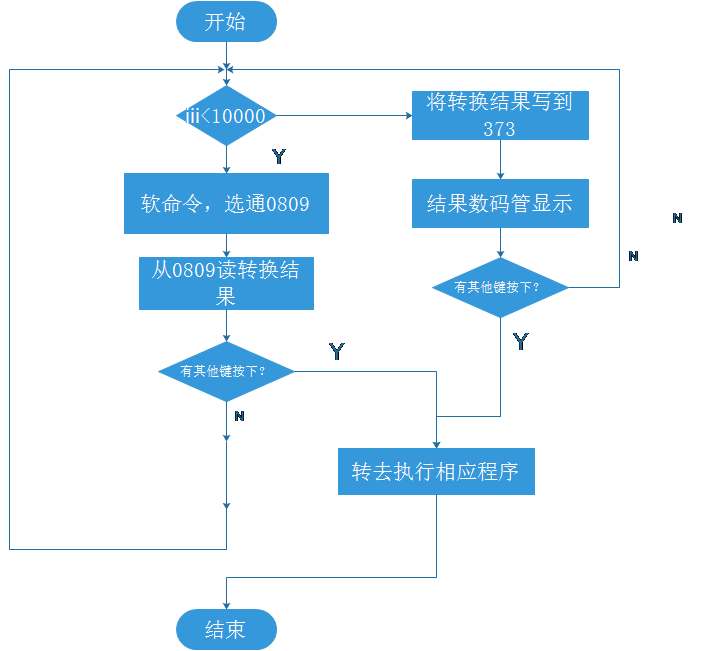 开始
iii<10000
将转换结果写到
373
Y
软命令，选通0809
结果数码管显示
N
从0809读转换结
果
N
有其他键按下？
Y
Y
有其他键按下？
N
转去执行相应程序
结束